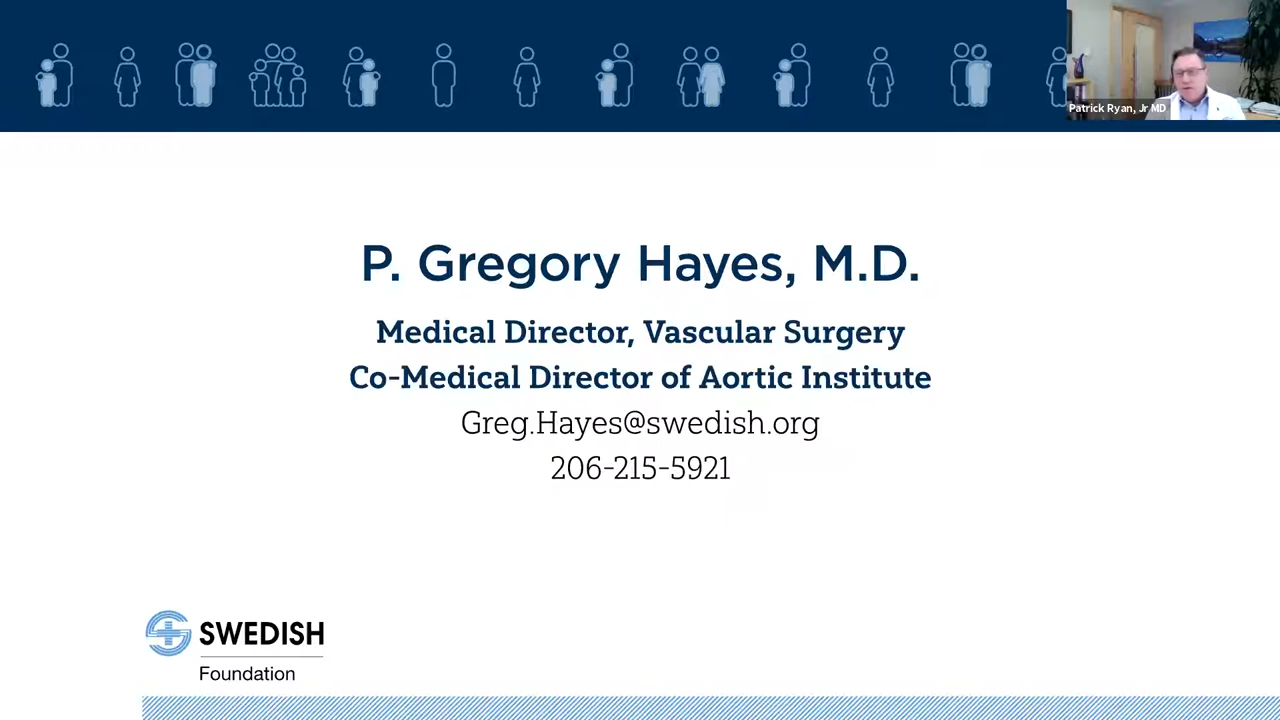 Patrick Ryan, Jr MD
P. Gregory Hayes, M.D.
Medical Director, Vascular Surgery
Co-Medical Director of Aortic Institute
Greg.Hayes@swedish.org
206-215-5921
SWEDISH
Foundation